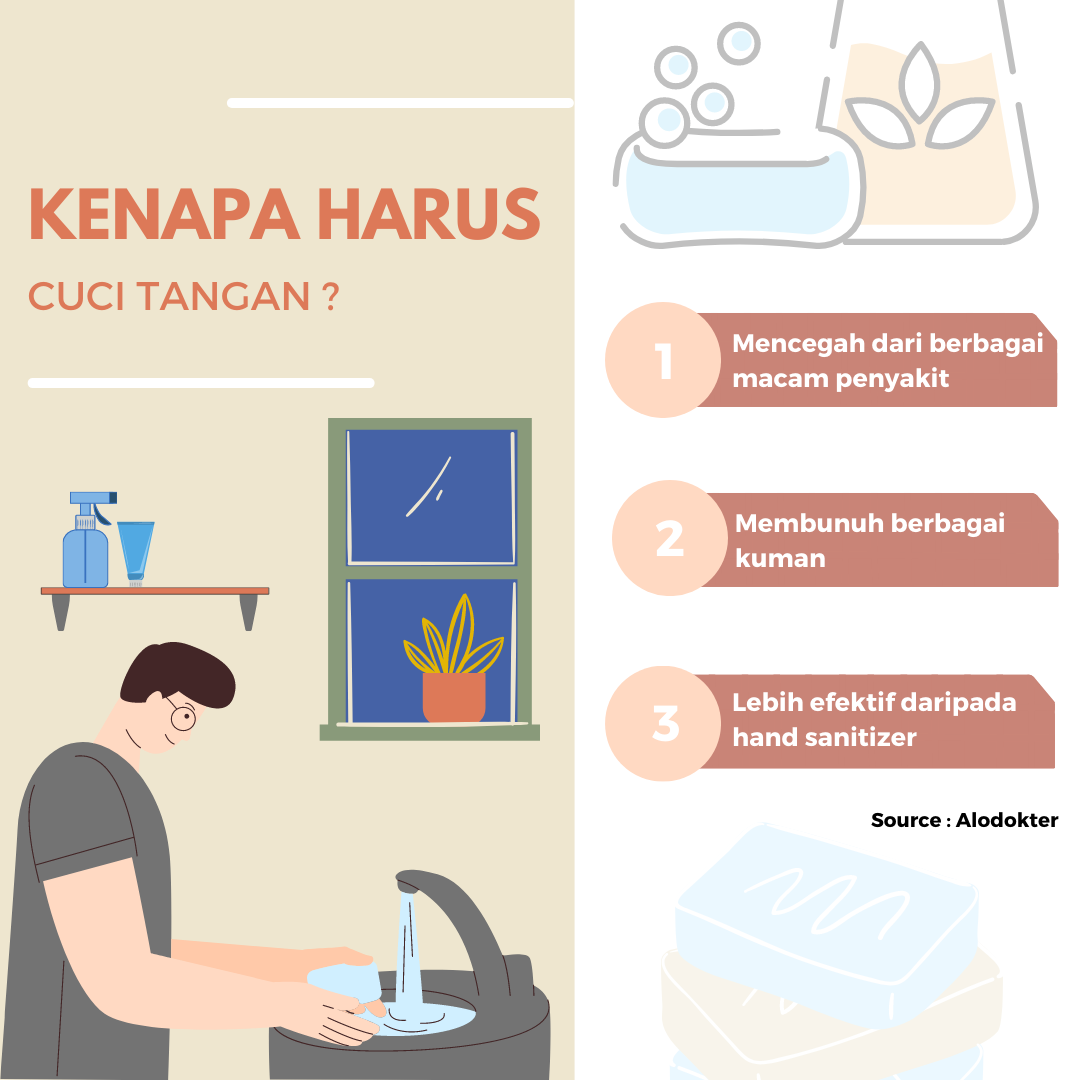 KENAPA HARUS
CUCI TANGAN ?
1
Mencegah dari berbagai
macam penyakit
2
Membunuh berbagai
kuman
3
Lebih efektif daripada
hand sanitizer
Source : Alodokter